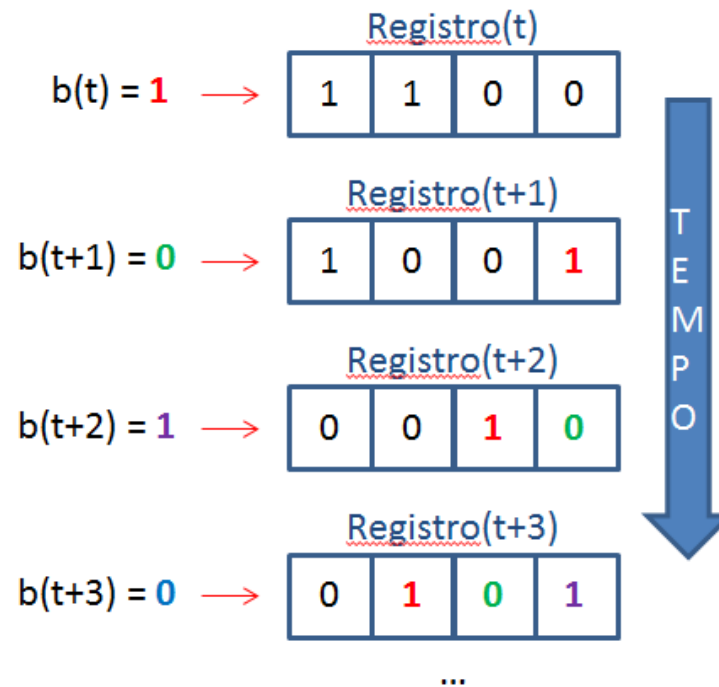 Registro(t)
b(t) = 1 → 1 1 0 0
Registro(t+1)
b(t+1) = 0 → 1 0 0 1
Registro(t+2)
b(t+2) = 1 → 0 0 1 0
Registro(t+3)
b(t+3) = 0 → 0 1 0 1
...
T
E
M
P
O